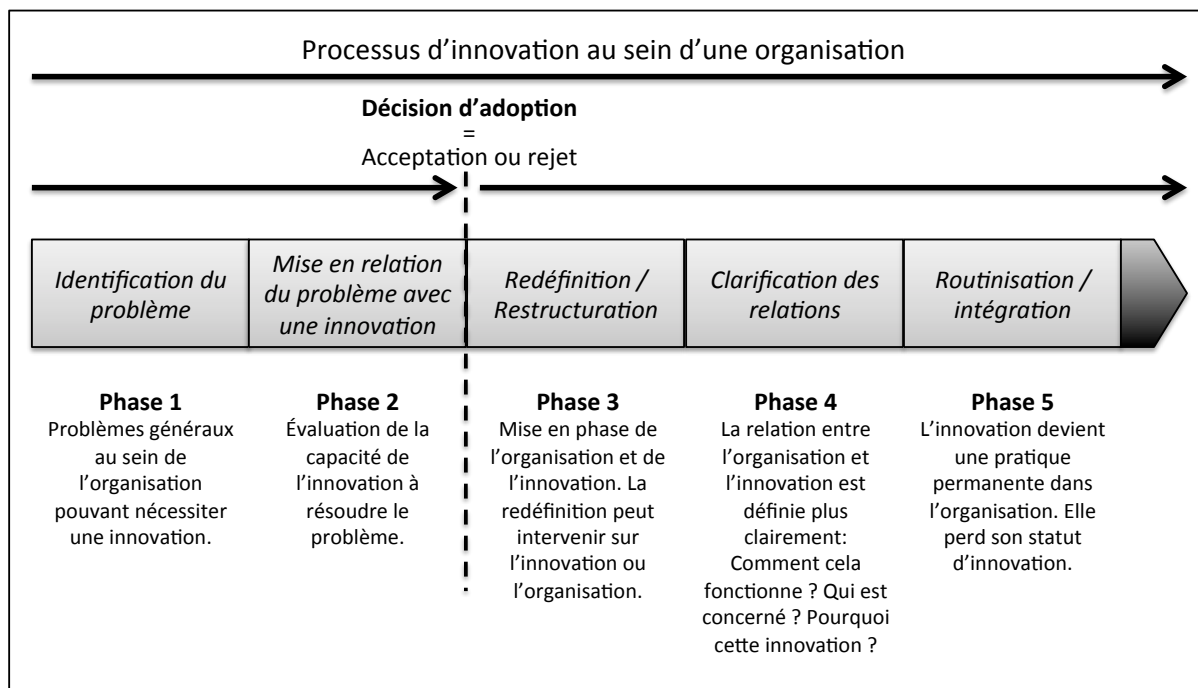 Processus d'innovation au sein d'une organisation
Décision d'adoption
=
Acceptation ou rejet
Identification du
problème
Mise en relation
du problème avec
une innovation
Redéfinition /
Restructuration
Clarification des
relations
Routinisation /
intégration
Phase 1
Problèmes généraux
au sein de
l'organisation
pouvant nécessiter
une innovation.
Phase 2
Évaluation de la
capacité de
l'innovation à
résoudre le
problème.
Phase 3
Mise en phase de
l'organisation et de
l'innovation. La
redéfinition peut
intervenir sur
l'innovation ou
l'organisation.
Phase 4
La relation entre
l'organisation et
l'innovation est
définie plus
clairement:
Comment cela
fonctionne ? Qui est
concerné ? Pourquoi
cette innovation ?
Phase 5
L'innovation devient
une pratique
permanente dans
l'organisation. Elle
perd son statut
d'innovation.